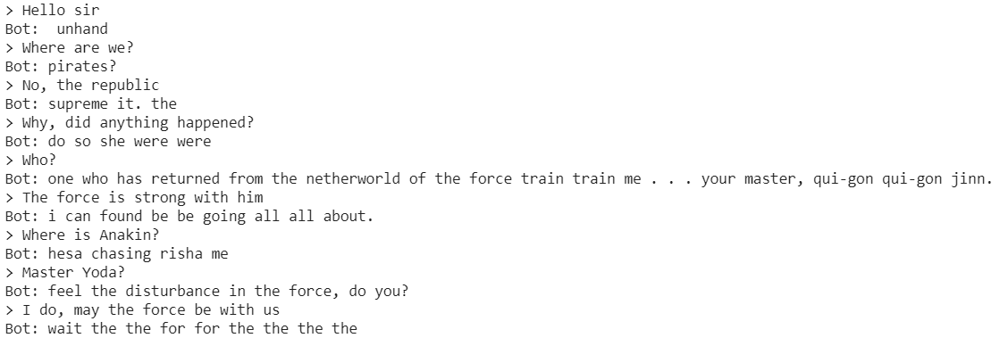 > Hello sir
Bot:  unhand
> Where are we?
Bot: pirates?
> No, the republic
Bot: supreme it. the
> Why, did anything happened?
Bot: do so she were were
> Who?
Bot: one who has returned from the netherworld of the force train train me . . . your master, qui-gon qui-gon jinn.
> The force is strong with him
Bot: i can found be be going all all about.
> Where is Anakin?
Bot: hesa chasing risha me
> Master Yoda?
Bot: feel the disturbance in the force, do you?
> I do, may the force be with us
Bot: wait the the for for the the the the